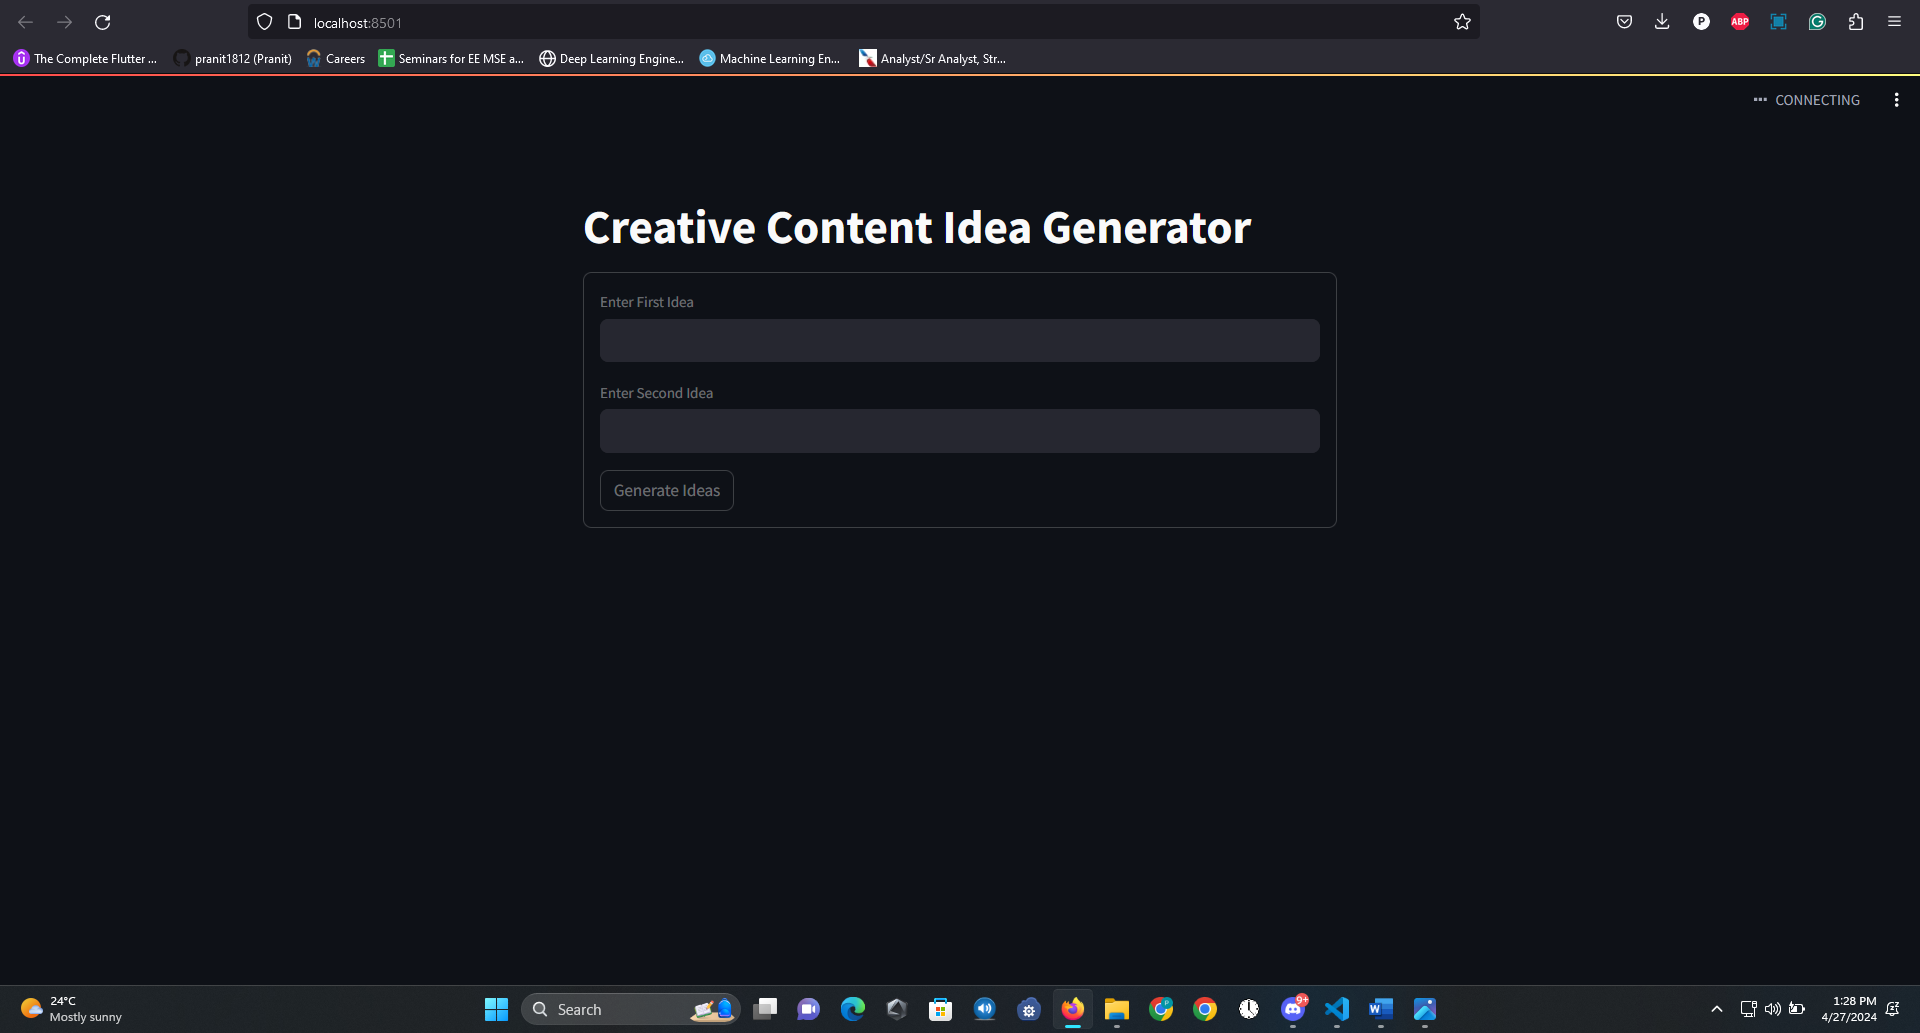 localhost:8501
P
ABP
The Complete Flutter ...
pranit1812 (Pranit)
Careers
Seminars for EE MSE a...
Deep Learning Engine...
Machine Learning En...
Analyst/Sr Analyst, Str...
CONNECTING
Creative Content Idea Generator
Enter First Idea
Enter Second Idea
Generate Ideas
24°C
Mostly sunny
Search
9+
1:28 PM
4/27/2024